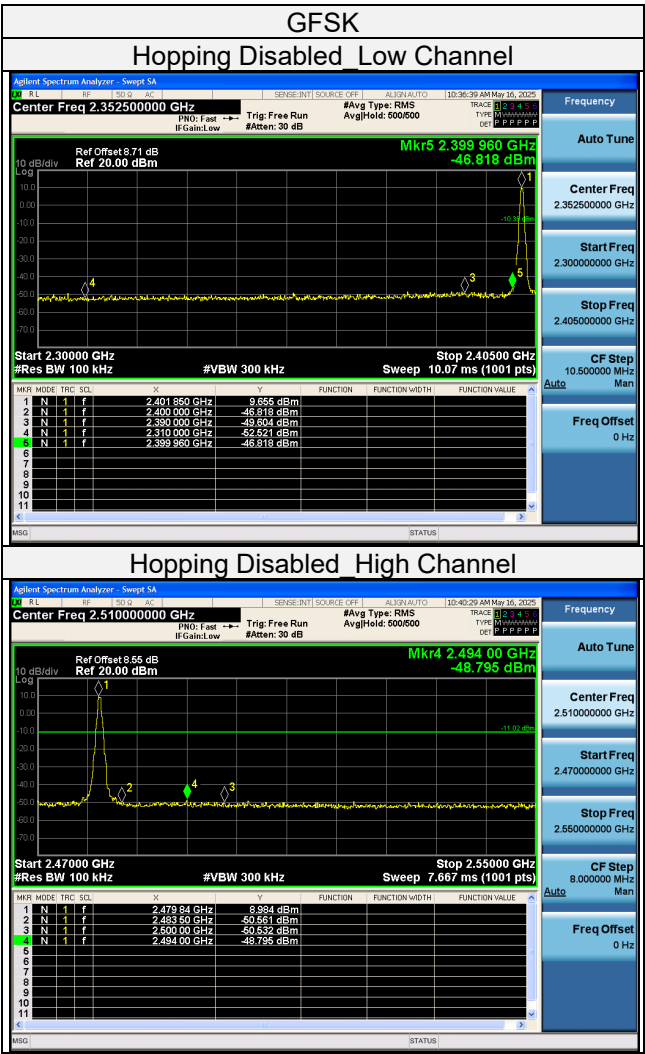 GFSK
Hopping Disabled_Low Channel
Agilent Spectrum Analyzer - Swept SA
LXI RL RF 50 Ω AC SENSE:INT SOURCE OFF ALIGN AUTO 10:36:39 AM May 16, 2025
Center Freq 2.352500000 GHz
PNO: Fast
IFGain:Low
Trig: Free Run
#Atten: 30 dB
#Avg Type: RMS
Avg|Hold: 500/500
TRACE 1 2 3 4 5 6
TYPE M
DET P P P P P P
Ref Offset 8.71 dB
Ref 20.00 dBm
10 dB/div
Log
Mkr5 2.399 960 GHz
-46.818 dBm
10.0
0.00
-10.0
-20.0
-30.0
-40.0
-50.0
-60.0
-70.0
-10.35 dBm
1
4
3
5
Start 2.30000 GHz
#Res BW 100 kHz
#VBW 300 kHz
Stop 2.40500 GHz
Sweep 10.07 ms (1001 pts)
MKR MODE TRC SCL X Y FUNCTION FUNCTION WIDTH FUNCTION VALUE
1 N 1 f 2.401 850 GHz 9.655 dBm
2 N 1 f 2.400 000 GHz -46.818 dBm
3 N 1 f 2.390 000 GHz -49.604 dBm
4 N 1 f 2.310 000 GHz -52.521 dBm
5 N 1 f 2.399 960 GHz -46.818 dBm
6
7
8
9
10
11
MSG STATUS
Frequency
Auto Tune
Center Freq
2.352500000 GHz
Start Freq
2.300000000 GHz
Stop Freq
2.405000000 GHz
CF Step
10.500000 MHz
Auto Man
Freq Offset
0 Hz
Hopping Disabled_High Channel
Agilent Spectrum Analyzer - Swept SA
LXI RL RF 50 Ω AC SENSE:INT SOURCE OFF ALIGN AUTO 10:40:29 AM May 16, 2025
Center Freq 2.510000000 GHz
PNO: Fast
IFGain:Low
Trig: Free Run
#Atten: 30 dB
#Avg Type: RMS
Avg|Hold: 500/500
TRACE 1 2 3 4 5 6
TYPE M
DET P P P P P P
Ref Offset 8.55 dB
Ref 20.00 dBm
10 dB/div
Log
Mkr4 2.494 00 GHz
-48.795 dBm
10.0
0.00
-10.0
-20.0
-30.0
-40.0
-50.0
-60.0
-70.0
-11.02 dBm
1
2
4
3
Start 2.47000 GHz
#Res BW 100 kHz
#VBW 300 kHz
Stop 2.55000 GHz
Sweep 7.667 ms (1001 pts)
MKR MODE TRC SCL X Y FUNCTION FUNCTION WIDTH FUNCTION VALUE
1 N 1 f 2.479 84 GHz 8.984 dBm
2 N 1 f 2.483 50 GHz -50.561 dBm
3 N 1 f 2.500 00 GHz -50.532 dBm
4 N 1 f 2.494 00 GHz -48.795 dBm
5
6
7
8
9
10
11
MSG STATUS
Frequency
Auto Tune
Center Freq
2.510000000 GHz
Start Freq
2.470000000 GHz
Stop Freq
2.550000000 GHz
CF Step
8.000000 MHz
Auto Man
Freq Offset
0 Hz